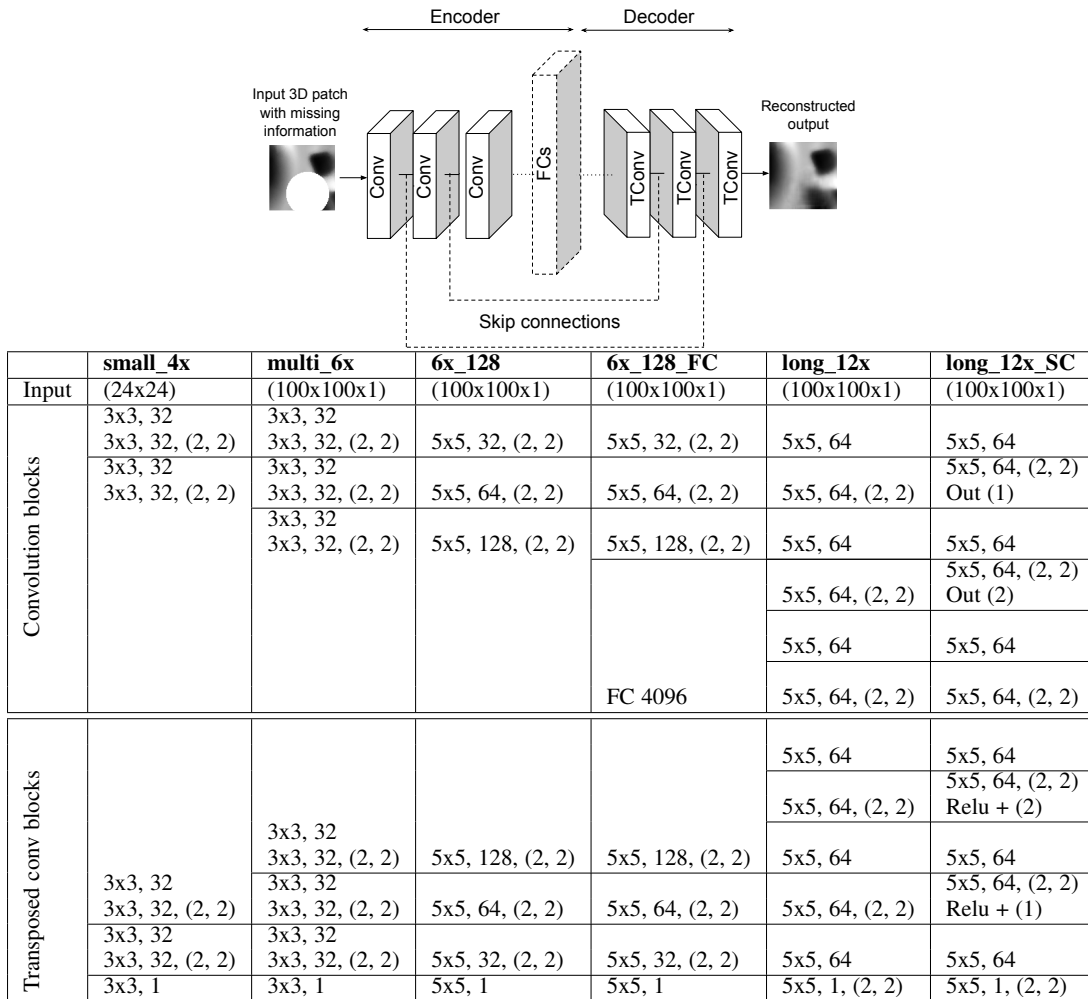 Encoder Decoder
Input 3D patch
with missing
information
Reconstructed
output
Conv Conv Conv FCs TConv TConv TConv
Skip connections
small_4x multi_6x 6x_128 6x_128_FC long_12x long_12x_SC
Input (24x24) (100x100x1) (100x100x1) (100x100x1) (100x100x1) (100x100x1)
Convolution blocks
3x3, 32 3x3, 32
3x3, 32, (2, 2) 3x3, 32, (2, 2) 5x5, 32, (2, 2) 5x5, 32, (2, 2) 5x5, 64 5x5, 64
3x3, 32 3x3, 32 5x5, 64, (2, 2)
3x3, 32, (2, 2) 3x3, 32, (2, 2) 5x5, 64, (2, 2) 5x5, 64, (2, 2) 5x5, 64, (2, 2) Out (1)
3x3, 32
3x3, 32, (2, 2) 5x5, 128, (2, 2) 5x5, 128, (2, 2) 5x5, 64 5x5, 64
5x5, 64, (2, 2)
5x5, 64, (2, 2) Out (2)
5x5, 64 5x5, 64
FC 4096 5x5, 64, (2, 2) 5x5, 64, (2, 2)
Transposed conv blocks
5x5, 64 5x5, 64
5x5, 64, (2, 2)
5x5, 64, (2, 2) Relu + (2)
3x3, 32
3x3, 32, (2, 2) 5x5, 128, (2, 2) 5x5, 128, (2, 2) 5x5, 64 5x5, 64
3x3, 32 3x3, 32 5x5, 64, (2, 2)
3x3, 32, (2, 2) 3x3, 32, (2, 2) 5x5, 64, (2, 2) 5x5, 64, (2, 2) 5x5, 64, (2, 2) Relu + (1)
3x3, 32 3x3, 32
3x3, 32, (2, 2) 3x3, 32, (2, 2) 5x5, 32, (2, 2) 5x5, 32, (2, 2) 5x5, 64 5x5, 64
3x3, 1 3x3, 1 5x5, 1 5x5, 1 5x5, 1, (2, 2) 5x5, 1, (2, 2)